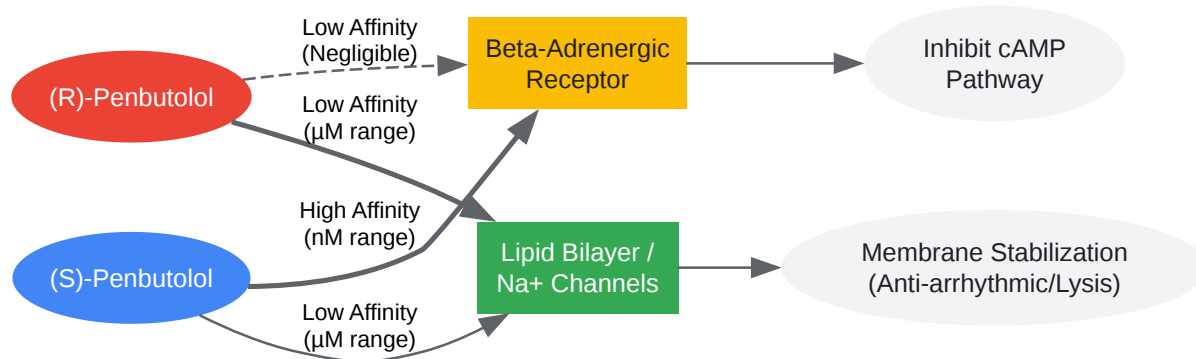 Low Affinity
(Negligible)
Beta-Adrenergic
Receptor
Inhibit cAMP
Pathway
(R)-Penbutolol
Low Affinity
(µM range)
High Affinity
(nM range)
(S)-Penbutolol
Lipid Bilayer /
Na+ Channels
Membrane Stabilization
(Anti-arrhythmic/Lysis)
Low Affinity
(µM range)